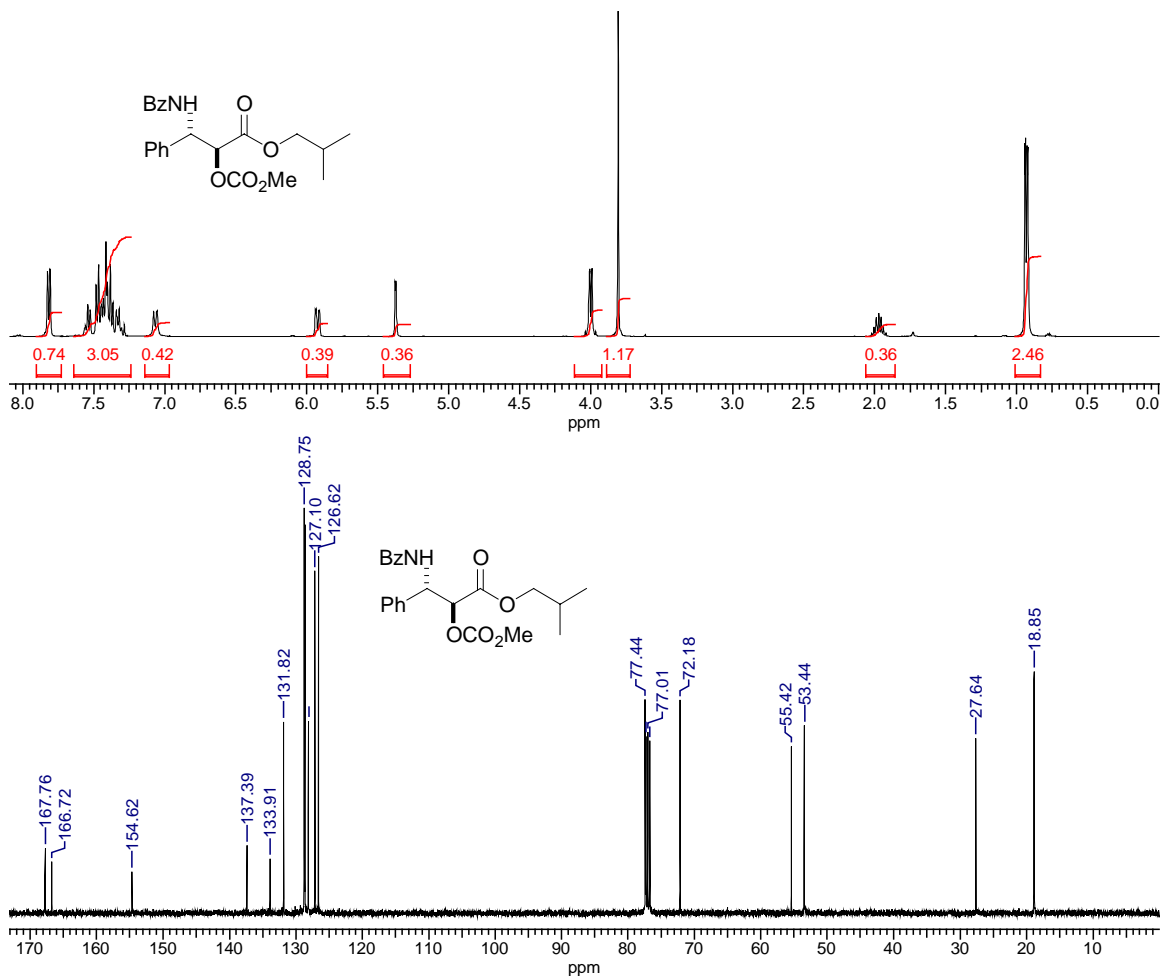 BzNH
O
Ph
O
OCO2Me
0.74 3.05 0.42 0.39 0.36 1.17 0.36 2.46
8.0 7.5 7.0 6.5 6.0 5.5 5.0 4.5 4.0 3.5 3.0 2.5 2.0 1.5 1.0 0.5 0.0
ppm
BzNH
O
Ph
O
OCO2Me
167.76
166.72
154.62
137.39
133.91
131.82
128.75
127.10
126.62
77.44
77.01
72.18
55.42
53.44
27.64
18.85
170 160 150 140 130 120 110 100 90 80 70 60 50 40 30 20 10
ppm